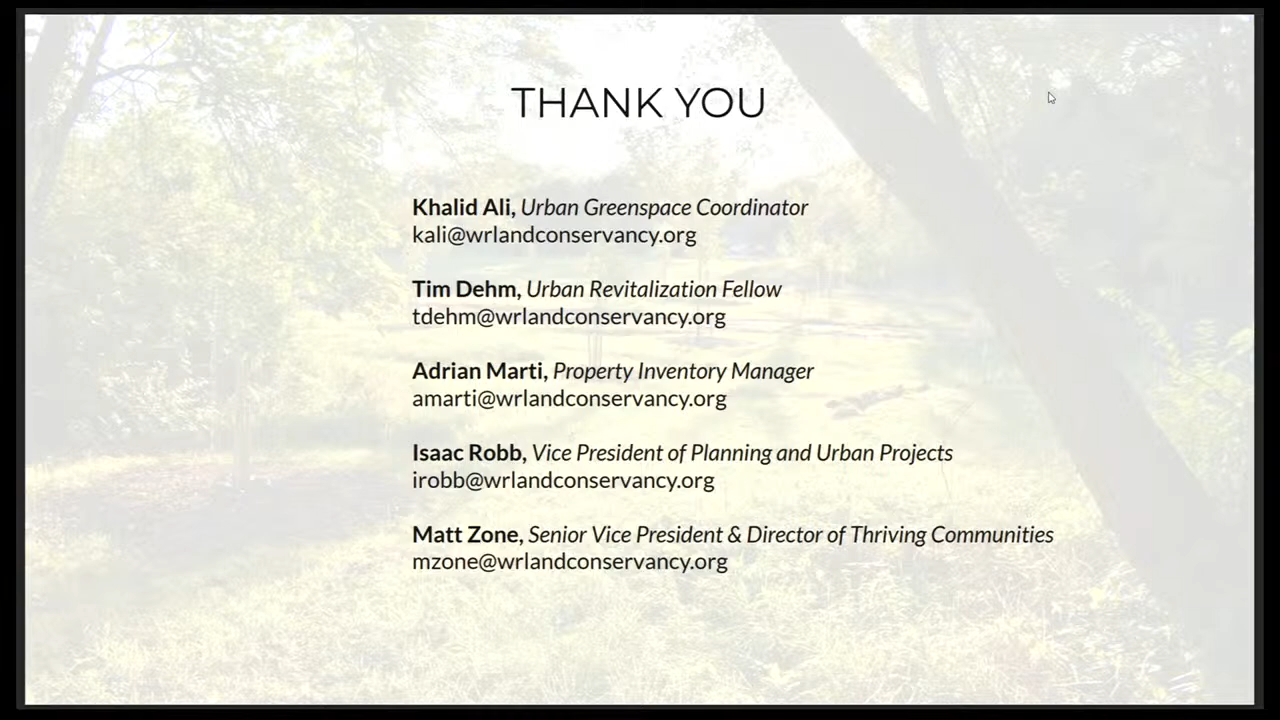 THANK YOU
Khalid Ali, Urban Greenspace Coordinator
kali@wrlandconservancy.org
Tim Dehm, Urban Revitalization Fellow
tdehm@wrlandconservancy.org
Adrian Marti, Property Inventory Manager
amarti@wrlandconservancy.org
Isaac Robb, Vice President of Planning and Urban Projects
irobb@wrlandconservancy.org
Matt Zone, Senior Vice President & Director of Thriving Communities
mzone@wrlandconservancy.org